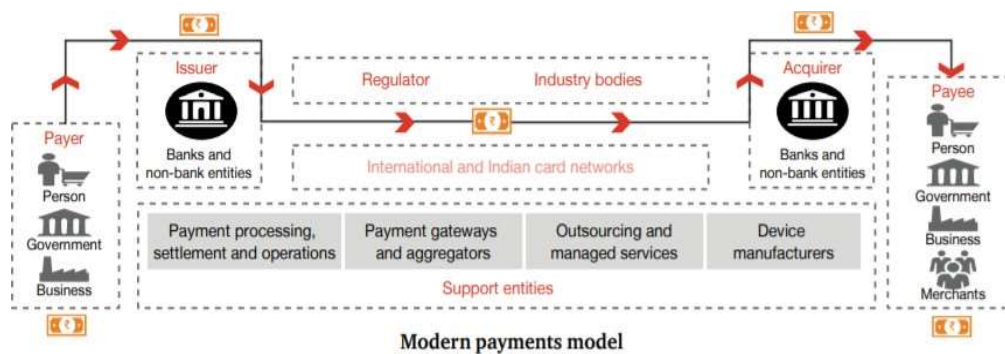 Payer
Person
Government
Business
Issuer
Banks and
non-bank entities
Regulator
Industry bodies
International and Indian card networks
Acquirer
Banks and
non-bank entities
Payee
Person
Government
Business
Merchants
Payment processing,
settlement and operations
Payment gateways
and aggregators
Outsourcing and
managed services
Device
manufacturers
Support entities
₹
₹
₹
₹
₹
Modern payments model